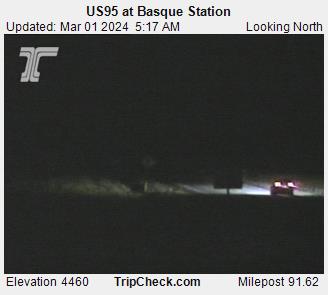 US95 at Basque Station
Updated: Mar 01 2024 5:17 AM Looking North
Elevation 4460 TripCheck.com Milepost 91.62